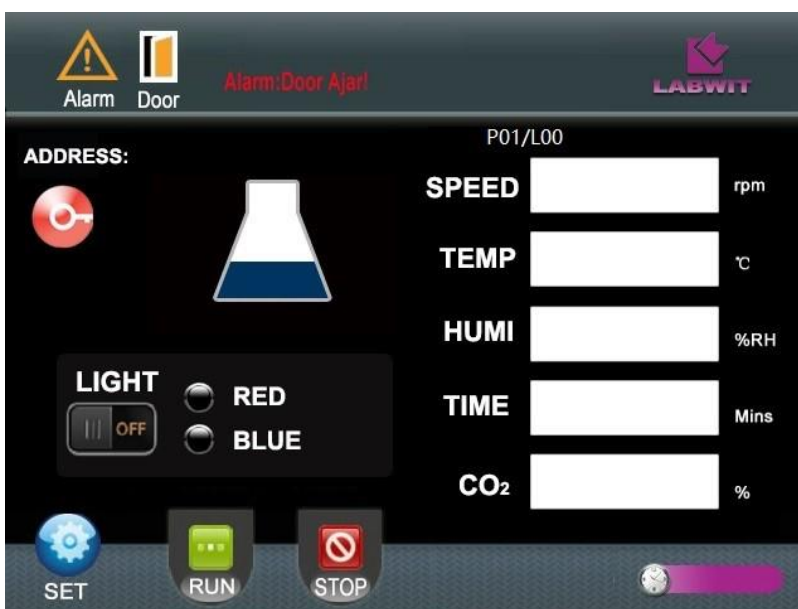 Alarm
Door
Alarm:Door Ajar!
LABWIT
ADDRESS:
P01/L00
SPEED
rpm
TEMP
℃
HUMI
%RH
TIME
Mins
CO₂
%
LIGHT
OFF
RED
BLUE
SET
RUN
STOP